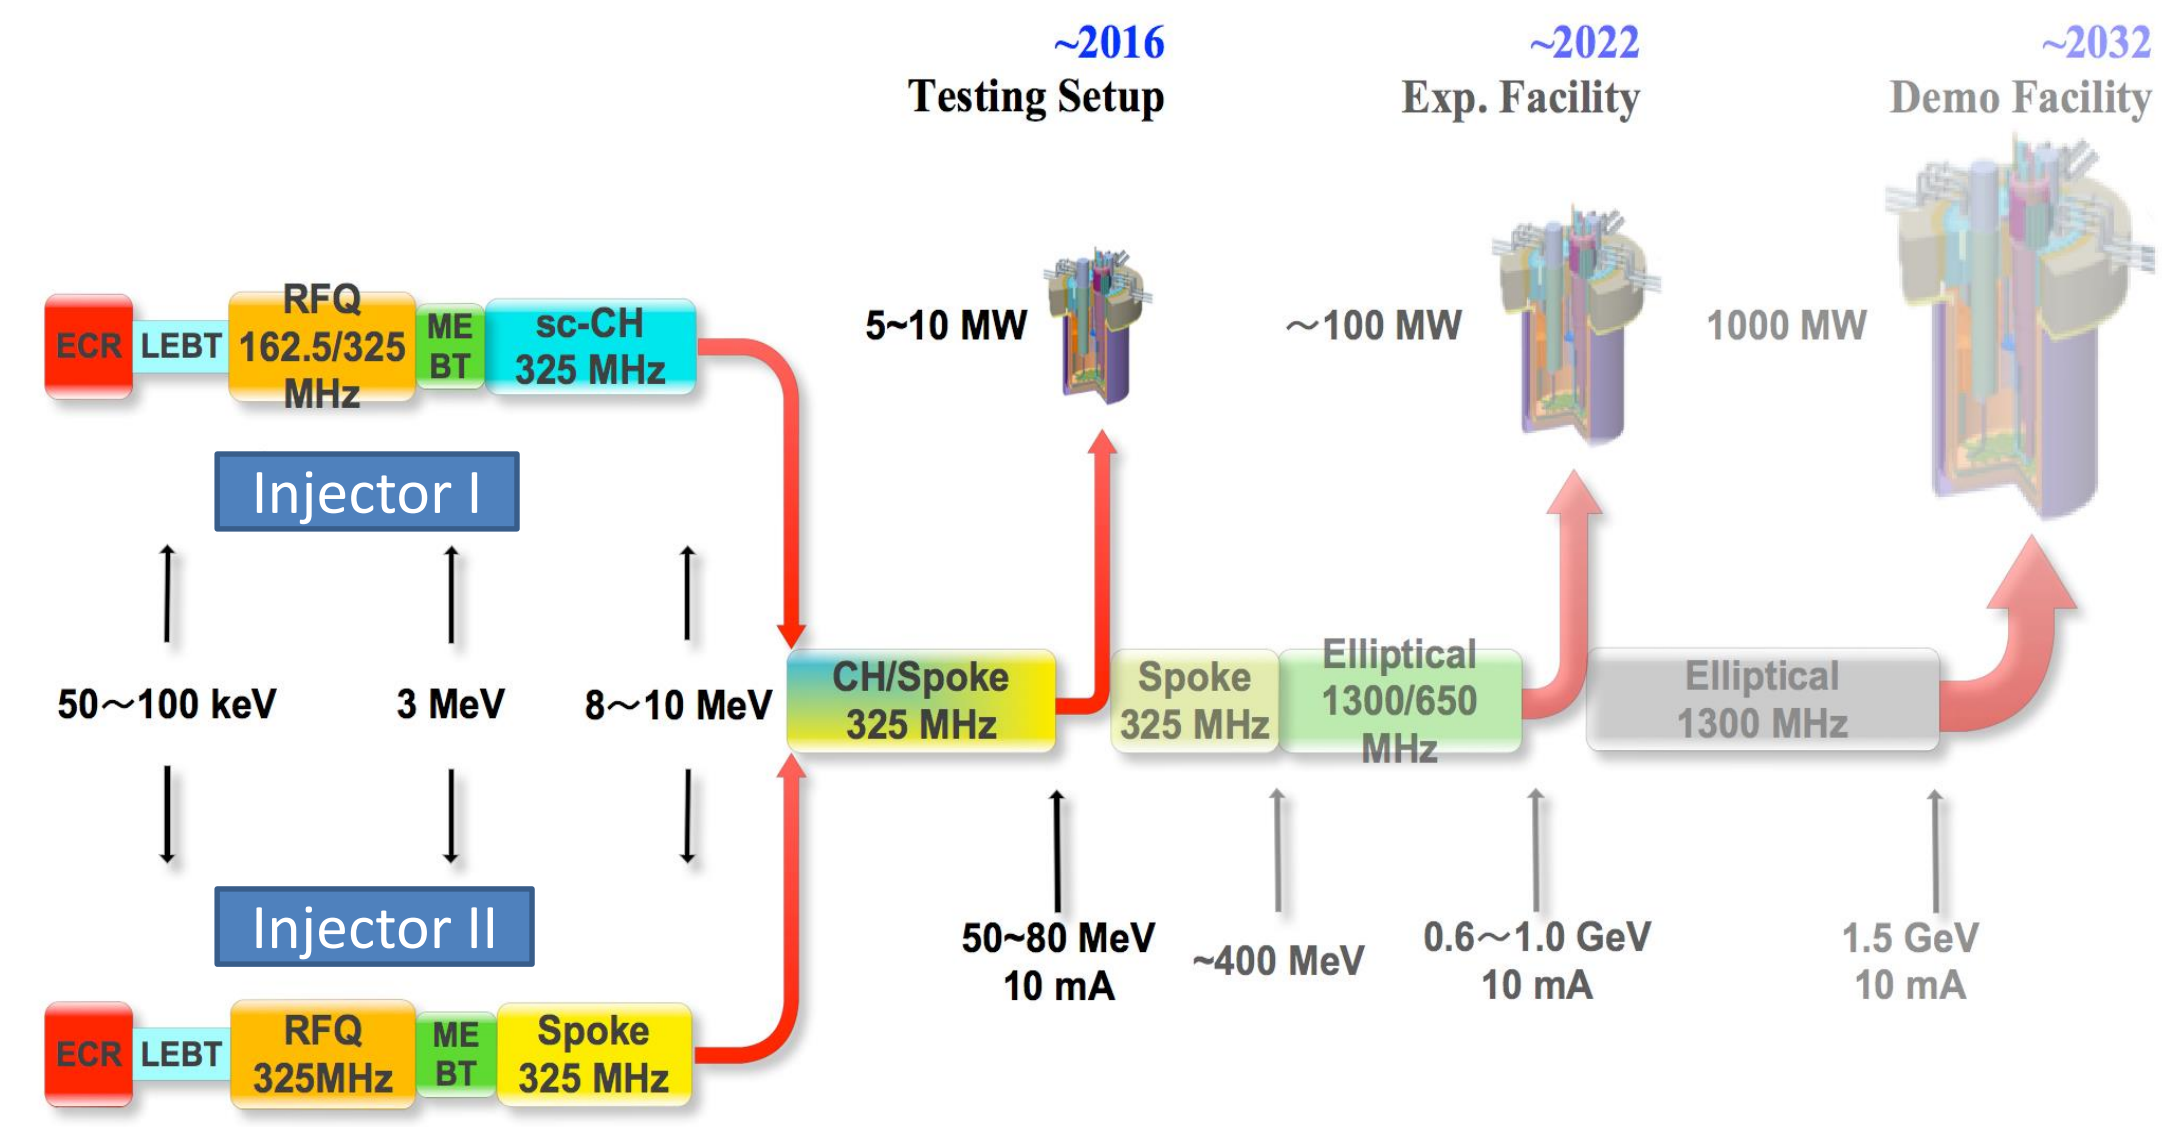 ~2016
Testing Setup
~2022
Exp. Facility
~2032
Demo Facility
5~10 MW
～100 MW
1000 MW
ECR
LEBT
RFQ
162.5/325
MHz
ME
BT
sc-CH
325 MHz
Injector I
50～100 keV
3 MeV
8～10 MeV
CH/Spoke
325 MHz
Spoke
325 MHz
Elliptical
1300/650
MHz
Elliptical
1300 MHz
50~80 MeV
10 mA
~400 MeV
0.6～1.0 GeV
10 mA
1.5 GeV
10 mA
Injector II
ECR
LEBT
RFQ
325MHz
ME
BT
Spoke
325 MHz